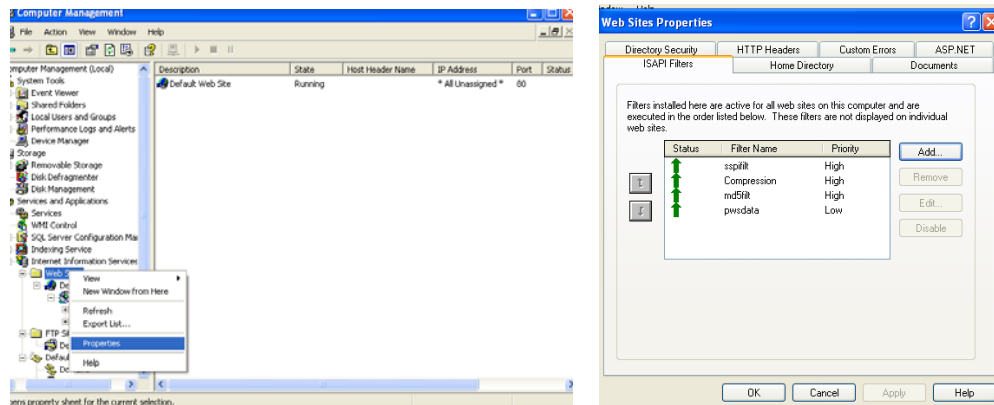 Computer Management
File Action View Window Help
Computer Management (Local)
System Tools
Event Viewer
Shared Folders
Local Users and Groups
Performance Logs and Alerts
Device Manager
Storage
Removable Storage
Disk Defragmenter
Disk Management
Services and Applications
Services
WMI Control
SQL Server Configuration Ma
Indexing Service
Internet Information Services
Web S
De
FTP Si
De
Defaul
Do
Description State Host Header Name IP Address Port Status
Default Web Site Running * All Unassigned * 80
View
New Window from Here
Refresh
Export List...
Properties
Help
pens property sheet for the current selection.
Web Sites Properties
Directory Security HTTP Headers Custom Errors ASP.NET
ISAPI Filters Home Directory Documents
Filters installed here are active for all web sites on this computer and are
executed in the order listed below. These filters are not displayed on individual
web sites.
Status Filter Name Priority
sspifilt High
Compression High
md5filt High
pwsdata Low
Add...
Remove
Edit...
Disable
OK Cancel Apply Help